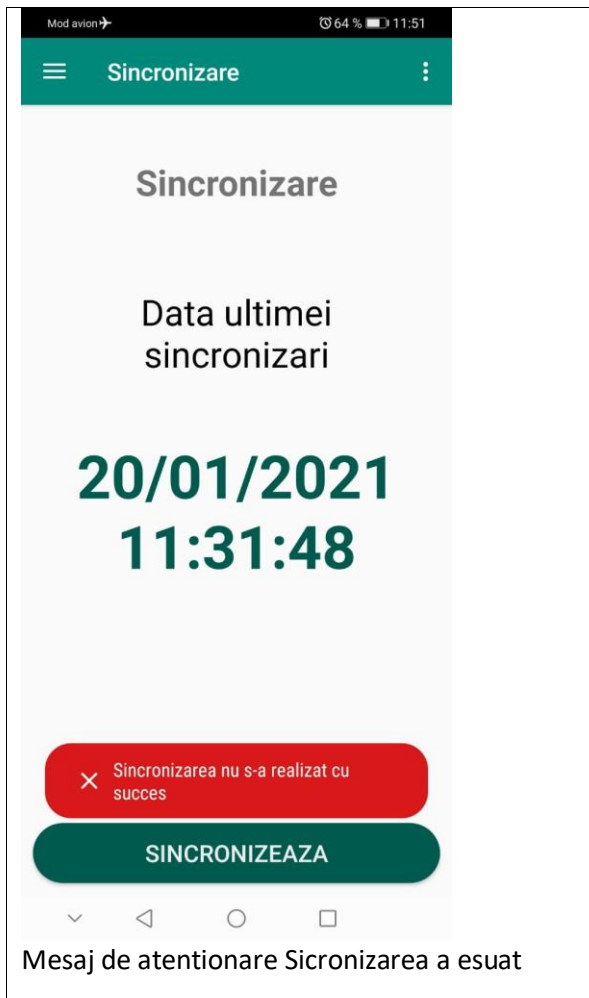 Mod avion 64 % 11:51
Sincronizare
Sincronizare
Data ultimei
sincronizari
20/01/2021
11:31:48
Sincronizarea nu s-a realizat cu
succes
SINCRONIZEAZA
Mesaj de atentionare Sicronizarea a esuat